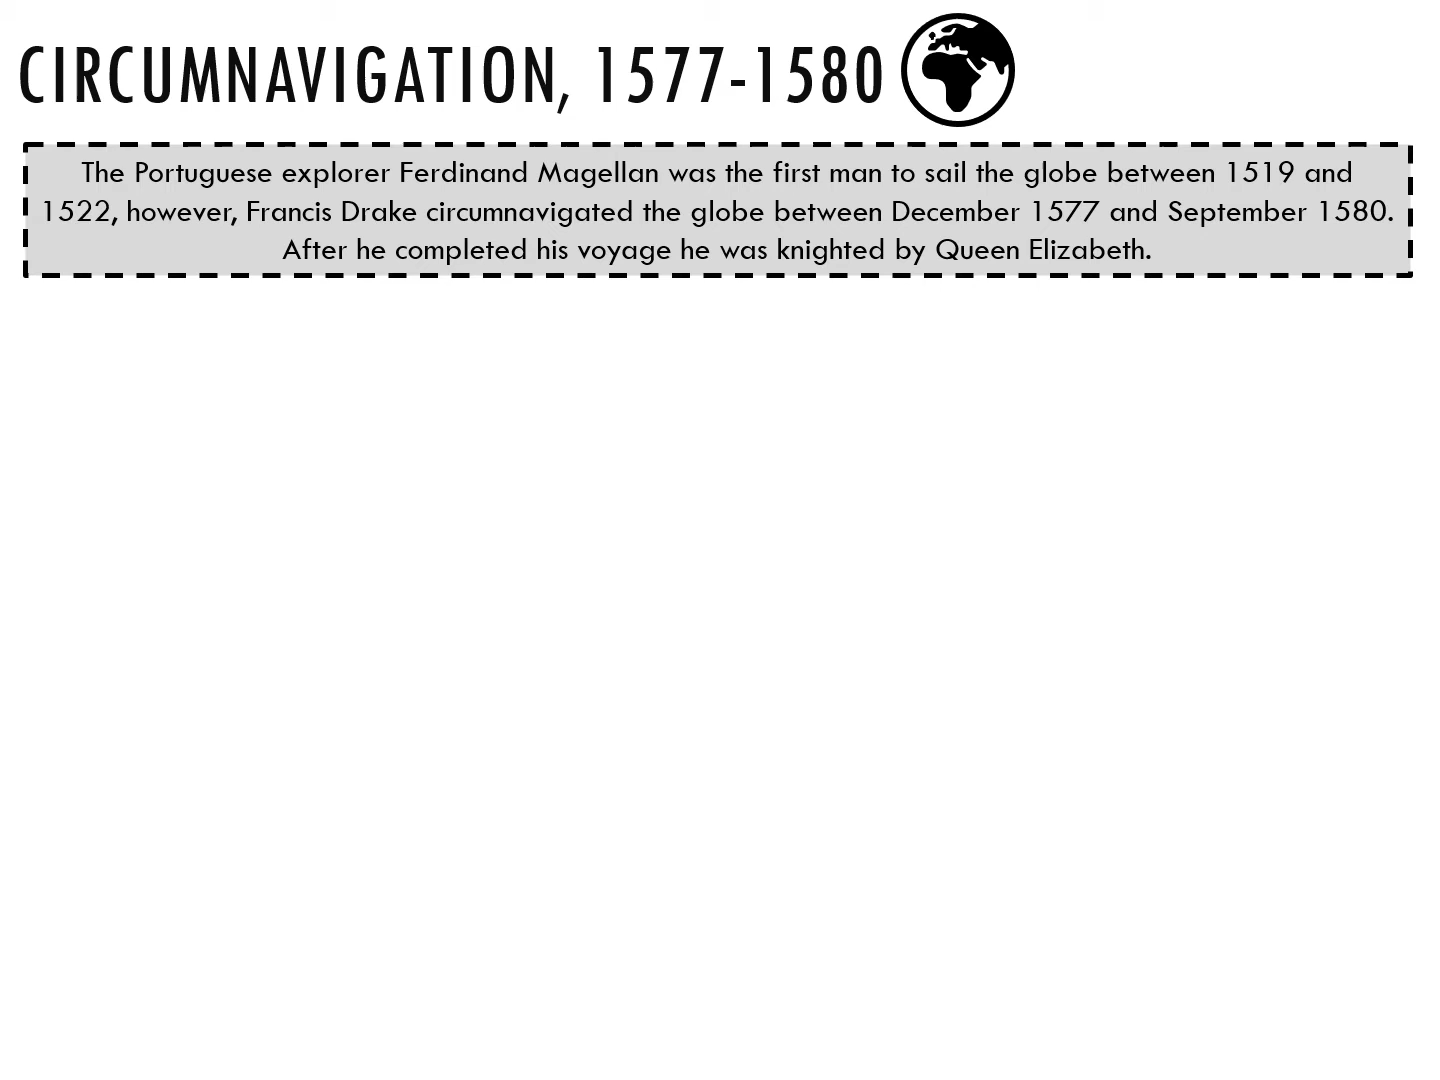 CIRCUMNAVIGATION, 1577-1580
The Portuguese explorer Ferdinand Magellan was the first man to sail the globe between 1519 and
1522, however, Francis Drake circumnavigated the globe between December 1577 and September 1580.
After he completed his voyage he was knighted by Queen Elizabeth.